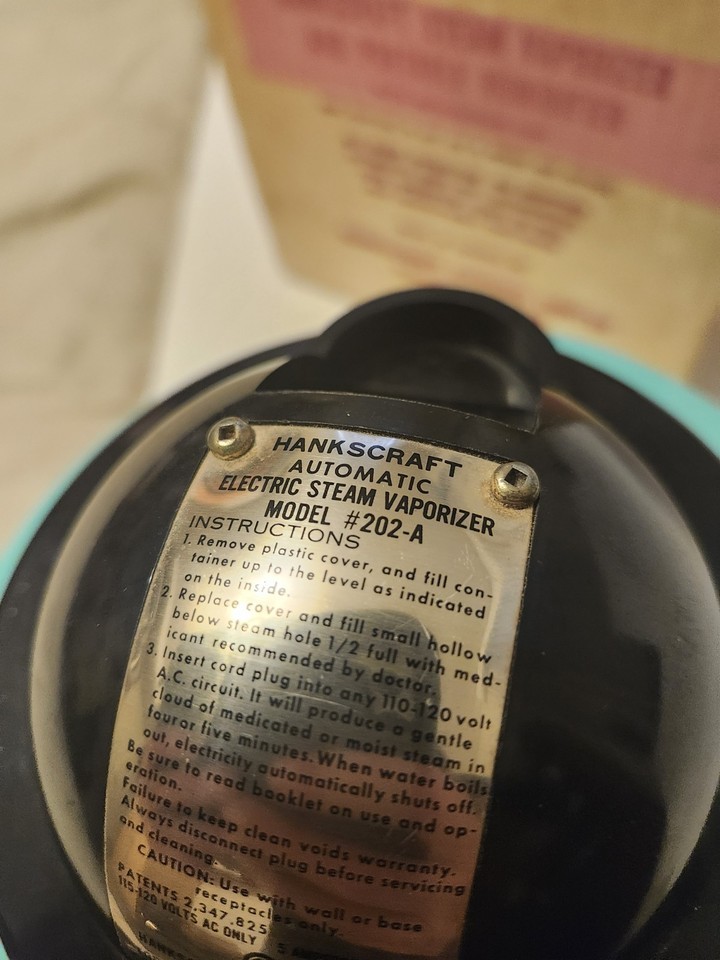 HANKSCRAFT
AUTOMATIC
ELECTRIC STEAM VAPORIZER
MODEL #202-A
INSTRUCTIONS
1. Remove plastic cover, and fill con-
tainer up to the level as indicated
on the inside.
2. Replace cover and fill small hollow
below steam hole 1/2 full with med-
icant recommended by doctor.
3. Insert cord plug into any 110-120 volt
A.C. circuit. It will produce a gentle
cloud of medicated or moist steam in
four or five minutes. When water boils
out, electricity automatically shuts off.
Be sure to read booklet on use and op-
eration.
Failure to keep clean voids warranty.
Always disconnect plug before servicing
and cleaning.
CAUTION: Use with wall or base
receptacles only.
PATENTS 2,347,825
115-120 VOLTS AC ONLY 5